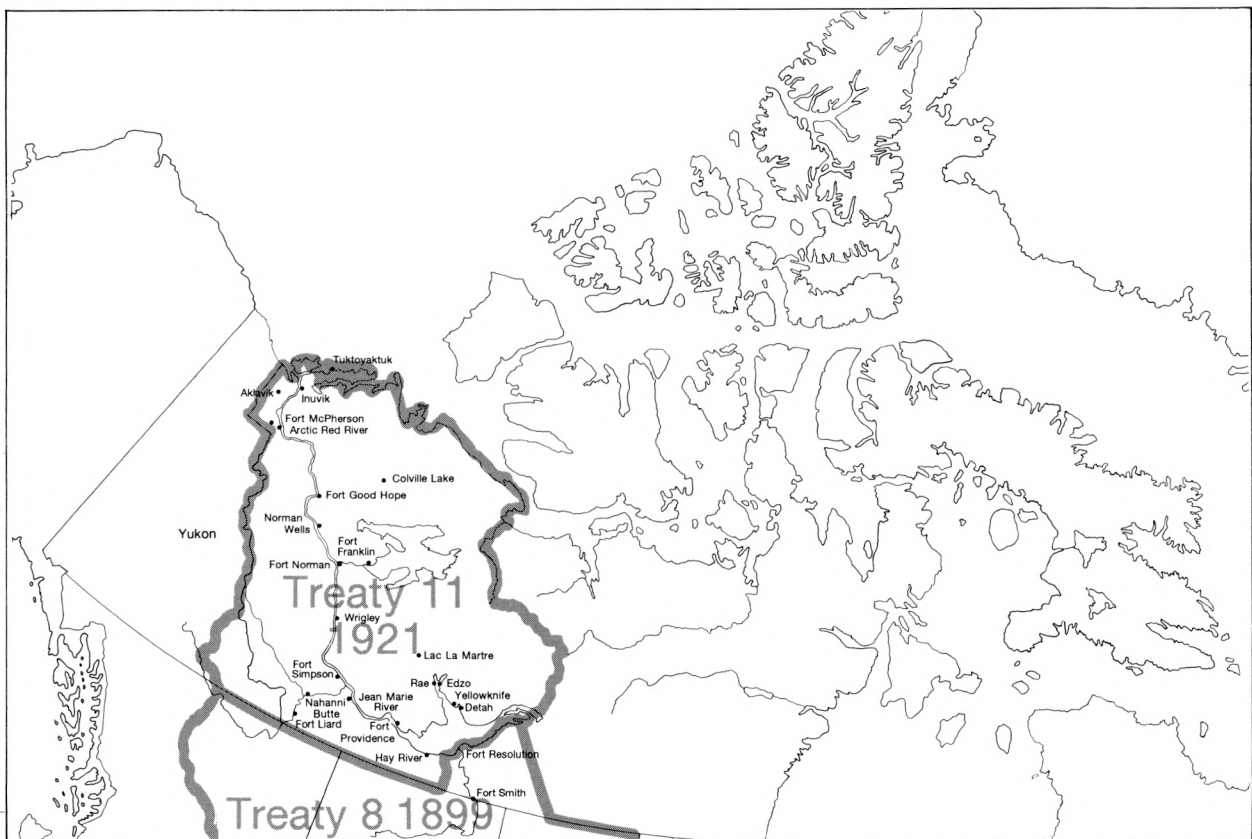 Tuktoyaktuk
Aklavik
Inuvik
Fort McPherson
Arctic Red River
Colville Lake
Fort Good Hope
Norman
Wells
Yukon
Fort
Franklin
Fort Norman
Treaty 11
1921
Wrigley
Lac La Martre
Fort
Simpson
Rae
Edzo
Yellowknife
Detah
Nahanni
Butte
Jean Marie
River
Fort Liard
Fort
Providence
Hay River
Fort Resolution
Fort Smith
Treaty 8 1899